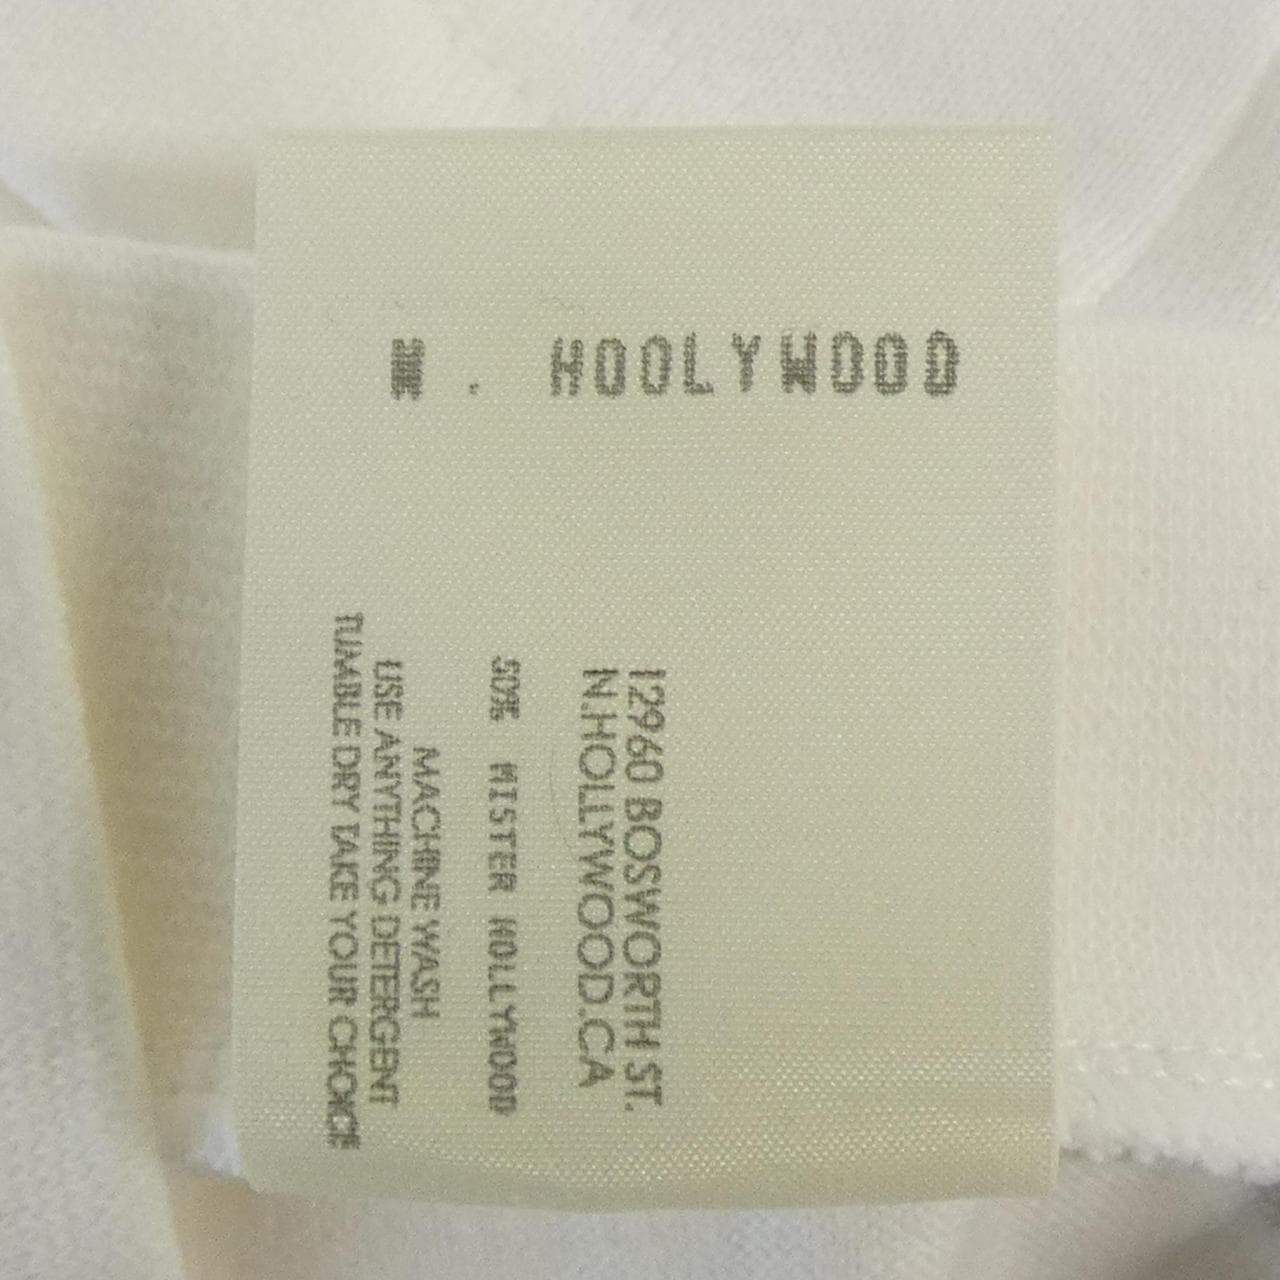 N. HOOLYWOOD
12960 BOSWORTH ST.
N.HOLLYWOOD.CA
50% MISTER HOLLYWOOD
MACHINE WASH
USE ANYTHING DETERGENT
TUMBLE DRY TAKE YOUR CHOICE